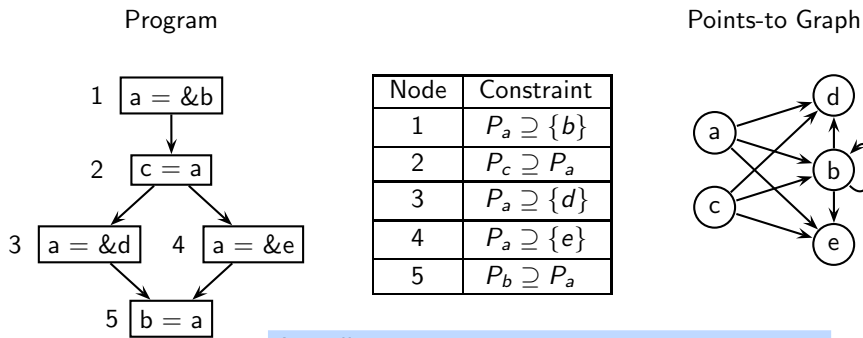 Program
1 a = &b
2 c = a
3 a = &d 4 a = &e
5 b = a
Node Constraint
1 P_a ⊇ {b}
2 P_c ⊇ P_a
3 P_a ⊇ {d}
4 P_a ⊇ {e}
5 P_b ⊇ P_a
Points-to Graph
d
a
b
c
e